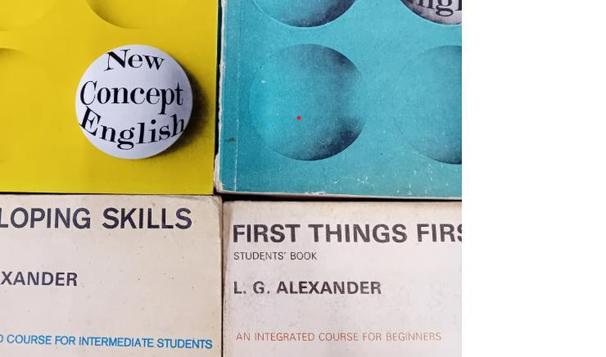 New
Concept
English
LOPING SKILLS
XANDER
COURSE FOR INTERMEDIATE STUDENTS
FIRST THINGS FIRS
STUDENTS' BOOK
L. G. ALEXANDER
AN INTEGRATED COURSE FOR BEGINNERS